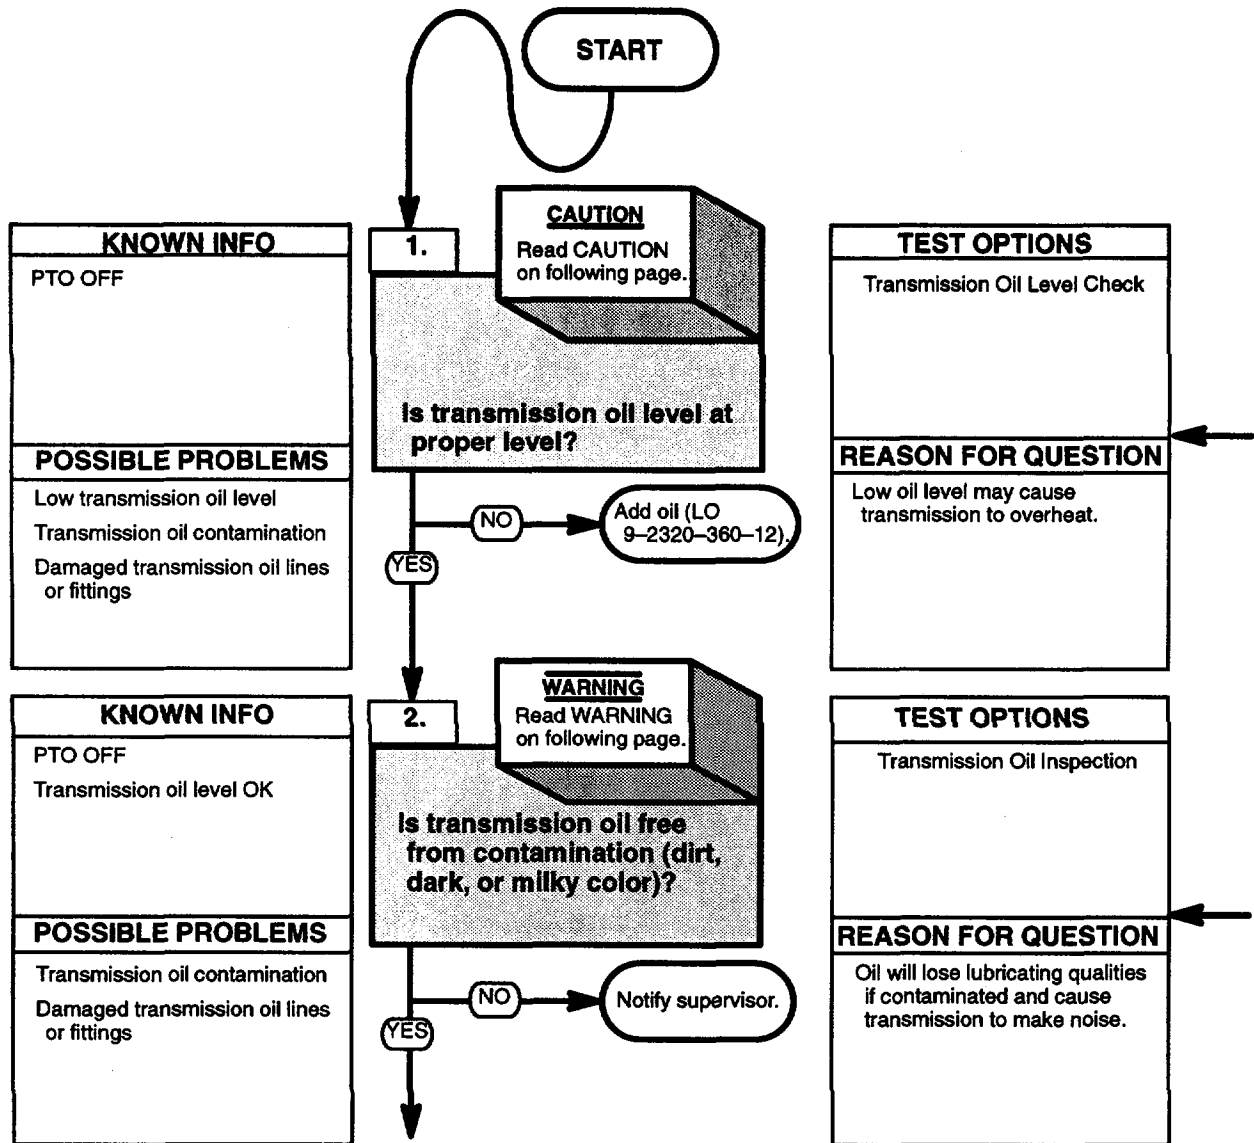 START
KNOWN INFO
PTO OFF
POSSIBLE PROBLEMS
Low transmission oil level
Transmission oil contamination
Damaged transmission oil lines
or fittings
1.
CAUTION
Read CAUTION
on following page.
Is transmission oil level at
proper level?
NO
Add oil (LO
9–2320–360–12).
YES
TEST OPTIONS
Transmission Oil Level Check
REASON FOR QUESTION
Low oil level may cause
transmission to overheat.
KNOWN INFO
PTO OFF
Transmission oil level OK
POSSIBLE PROBLEMS
Transmission oil contamination
Damaged transmission oil lines
or fittings
2.
WARNING
Read WARNING
on following page.
Is transmission oil free
from contamination (dirt,
dark, or milky color)?
NO
Notify supervisor.
YES
TEST OPTIONS
Transmission Oil Inspection
REASON FOR QUESTION
Oil will lose lubricating qualities
if contaminated and cause
transmission to make noise.